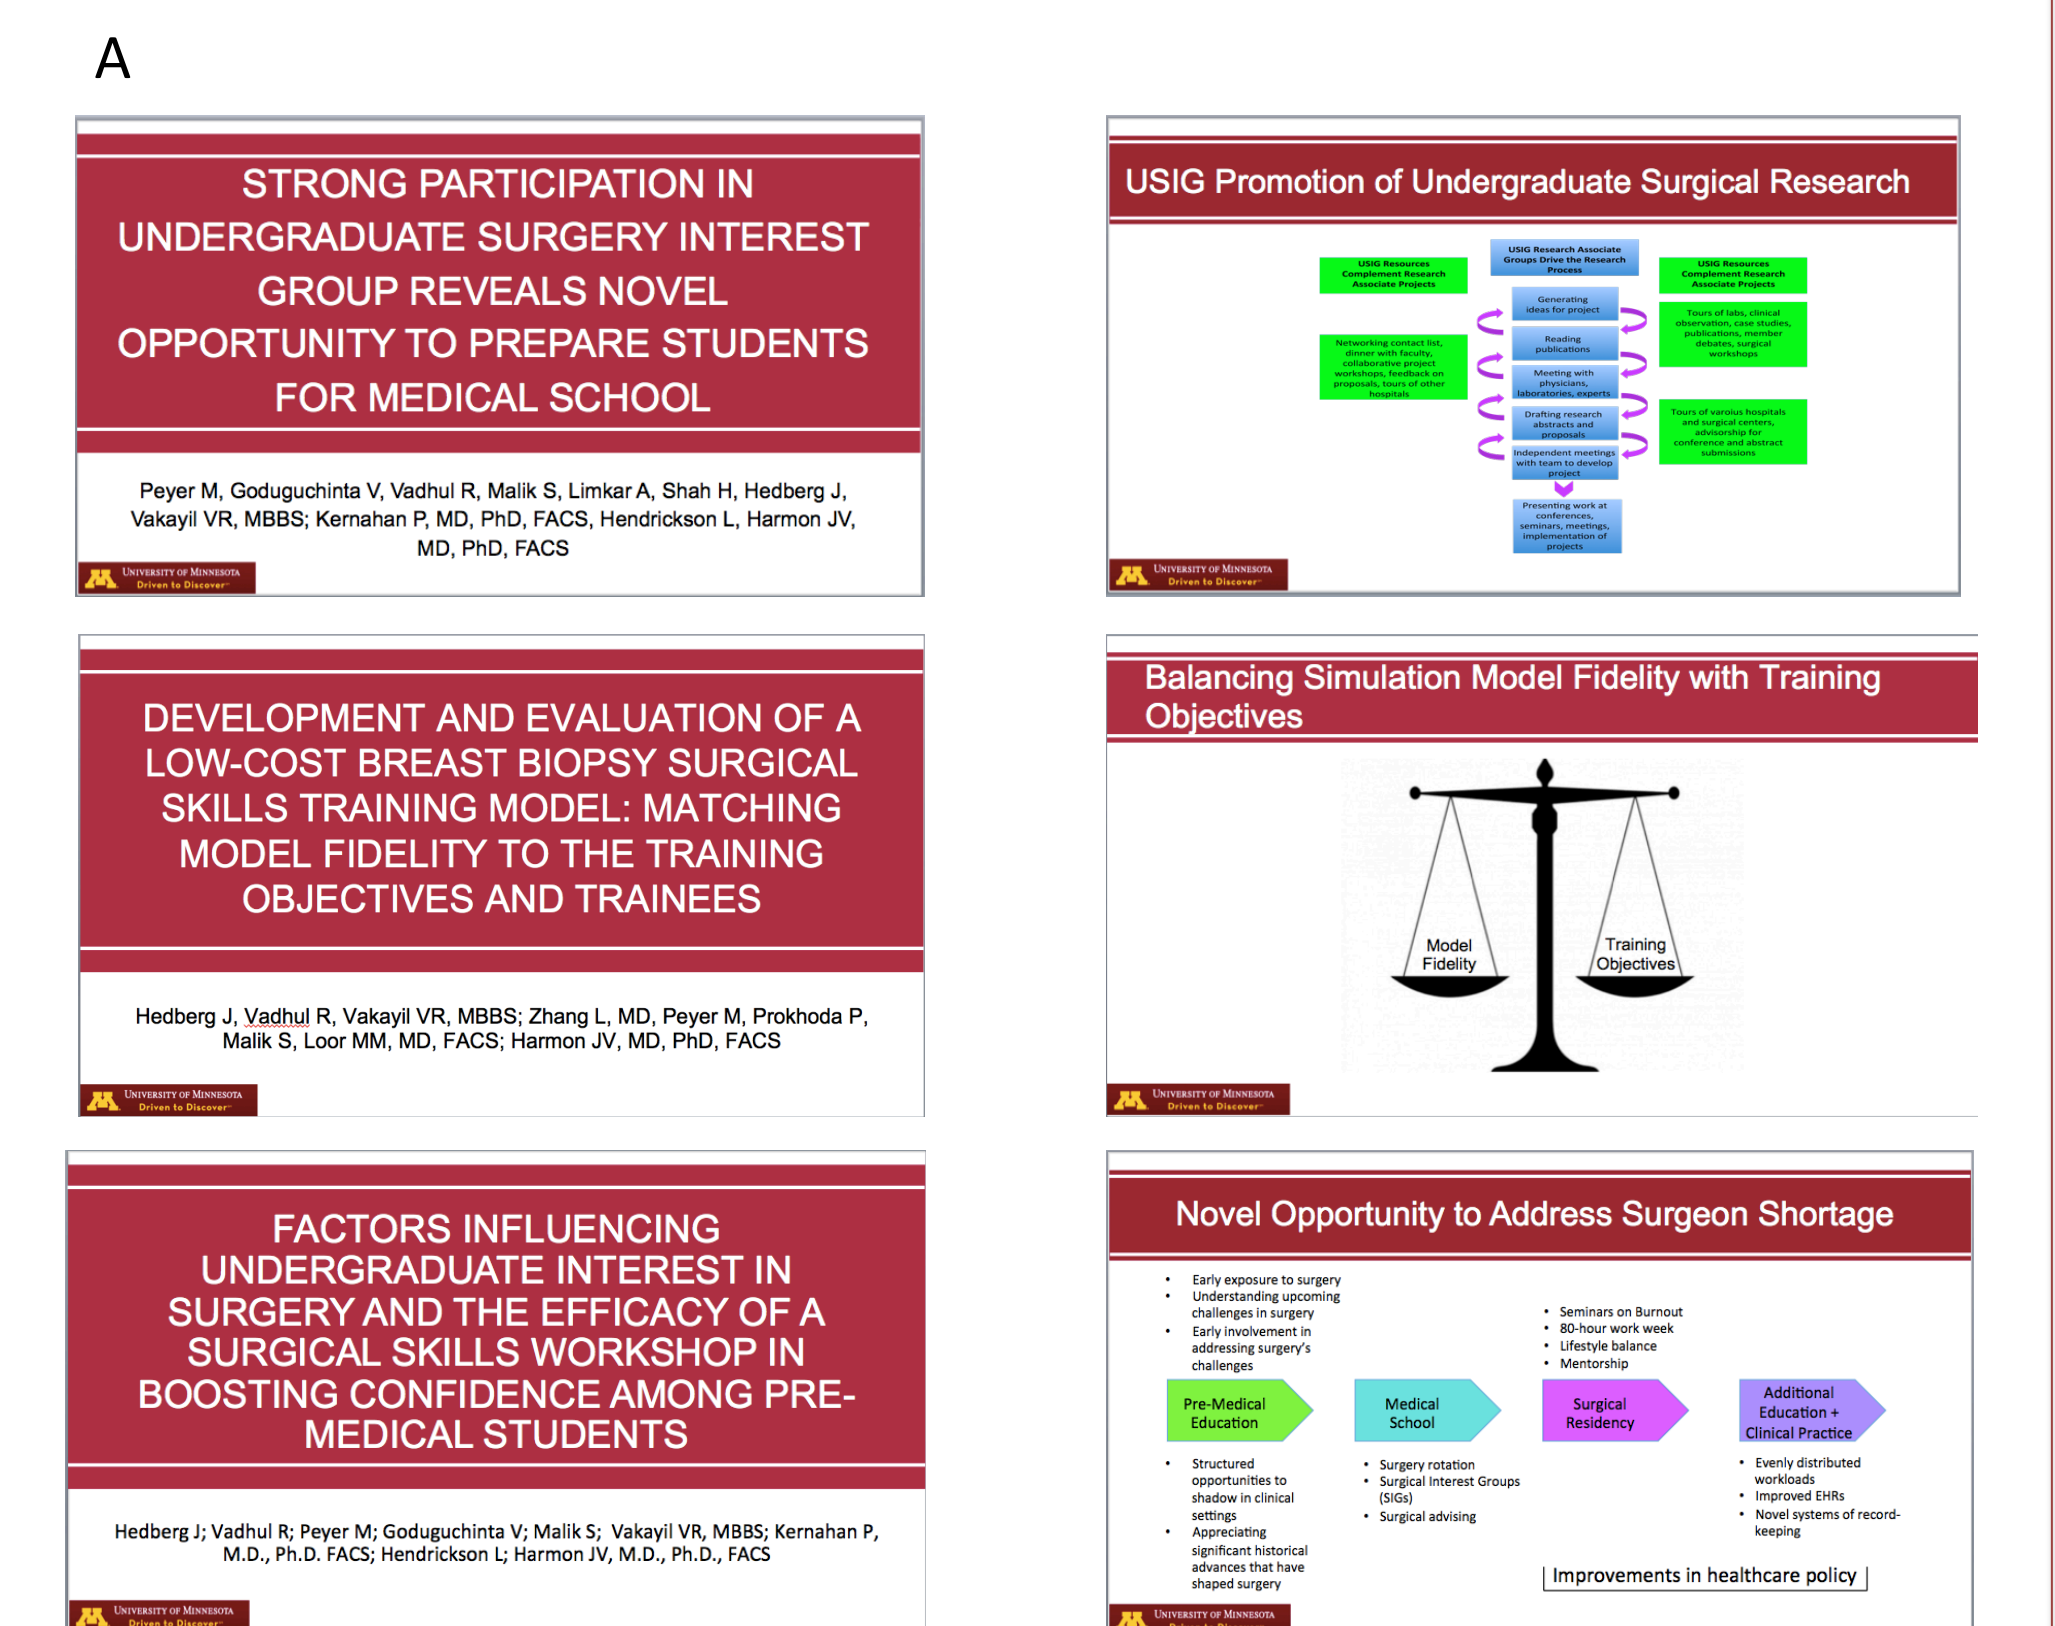 A
STRONG PARTICIPATION IN
UNDERGRADUATE SURGERY INTEREST
GROUP REVEALS NOVEL
OPPORTUNITY TO PREPARE STUDENTS
FOR MEDICAL SCHOOL
Peyer M, Goduguchinta V, Vadhul R, Malik S, Limkar A, Shah H, Hedberg J,
Vakayil VR, MBBS; Kernahan P, MD, PhD, FACS, Hendrickson L, Harmon JV,
MD, PhD, FACS
UNIVERSITY OF MINNESOTA
Driven to Discover℠
USIG Promotion of Undergraduate Surgical Research
USIG Resources
Complement Research
Associate Projects
Networking contact list,
dinner with faculty,
collaborative project
workshops, feedback on
proposals, tours of other
hospitals
USIG Research Associate
Groups Drive the Research
Process
Generating
ideas for project
Reading
publications
Meeting with
physicians,
laboratories, experts
Drafting research
abstracts and
proposals
Independent meetings
with team to develop
project
Presenting work at
conferences,
seminars, meetings,
implementation of
projects
USIG Resources
Complement Research
Associate Projects
Tours of labs, clinical
observation, case studies,
publications, member
debates, surgical
workshops
Tours of varoius hospitals
and surgical centers,
advisorship for
conference and abstract
submissions
UNIVERSITY OF MINNESOTA
Driven to Discover℠
DEVELOPMENT AND EVALUATION OF A
LOW-COST BREAST BIOPSY SURGICAL
SKILLS TRAINING MODEL: MATCHING
MODEL FIDELITY TO THE TRAINING
OBJECTIVES AND TRAINEES
Hedberg J, Vadhul R, Vakayil VR, MBBS; Zhang L, MD, Peyer M, Prokhoda P,
Malik S, Loor MM, MD, FACS; Harmon JV, MD, PhD, FACS
UNIVERSITY OF MINNESOTA
Driven to Discover℠
Balancing Simulation Model Fidelity with Training
Objectives
Model
Fidelity
Training
Objectives
UNIVERSITY OF MINNESOTA
Driven to Discover℠
FACTORS INFLUENCING
UNDERGRADUATE INTEREST IN
SURGERY AND THE EFFICACY OF A
SURGICAL SKILLS WORKSHOP IN
BOOSTING CONFIDENCE AMONG PRE-
MEDICAL STUDENTS
Hedberg J; Vadhul R; Peyer M; Goduguchinta V; Malik S; Vakayil VR, MBBS; Kernahan P,
M.D., Ph.D. FACS; Hendrickson L; Harmon JV, M.D., Ph.D., FACS
UNIVERSITY OF MINNESOTA
Driven to Discover℠
Novel Opportunity to Address Surgeon Shortage
• Early exposure to surgery
• Understanding upcoming
challenges in surgery
• Early involvement in
addressing surgery's
challenges
Pre-Medical
Education
• Structured
opportunities to
shadow in clinical
settings
• Appreciating
significant historical
advances that have
shaped surgery
Medical
School
• Surgery rotation
• Surgical Interest Groups
(SIGs)
• Surgical advising
• Seminars on Burnout
• 80-hour work week
• Lifestyle balance
• Mentorship
Surgical
Residency
Additional
Education +
Clinical Practice
• Evenly distributed
workloads
• Improved EHRs
• Novel systems of record-
keeping
Improvements in healthcare policy
UNIVERSITY OF MINNESOTA